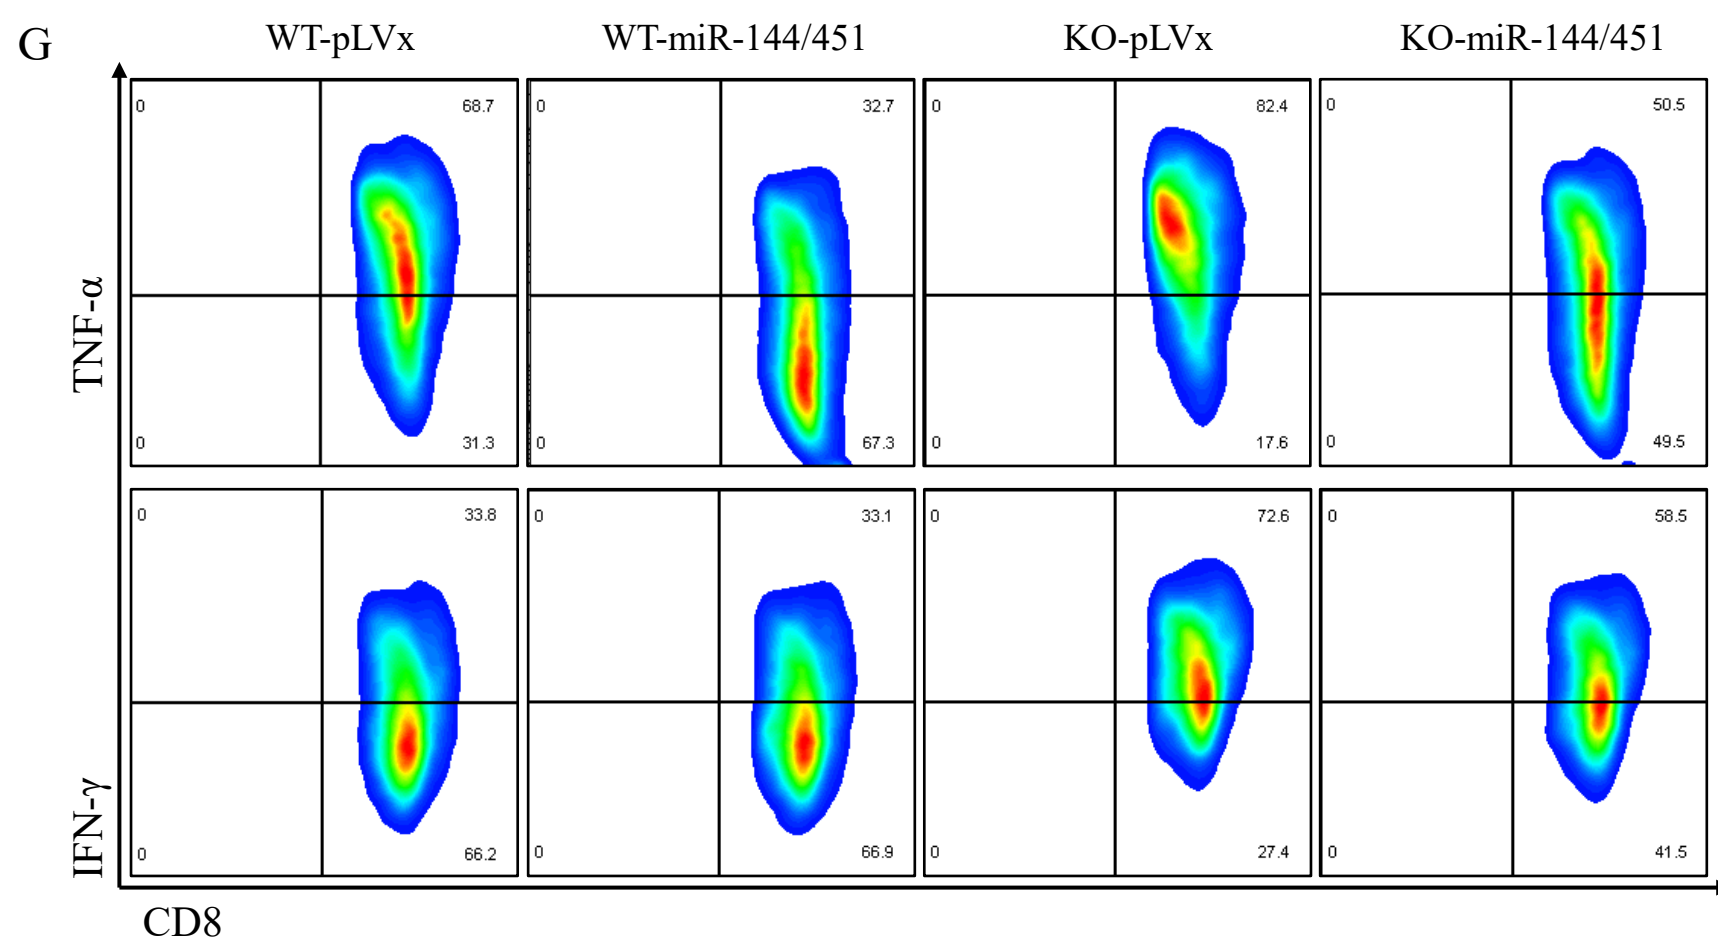 G
WT-pLVx WT-miR-144/451 KO-pLVx KO-miR-144/451
TNF-α
0 68.7 0 32.7 0 82.4 0 50.5
0 31.3 0 67.3 0 17.6 0 49.5
IFN-γ
0 33.8 0 33.1 0 72.6 0 58.5
0 66.2 0 66.9 0 27.4 0 41.5
CD8